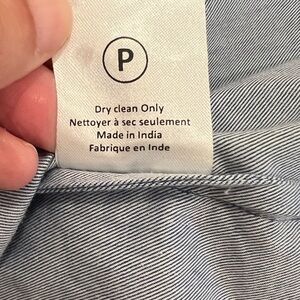 P
Dry clean Only
Nettoyer à sec seulement
Made in India
Fabrique en Inde